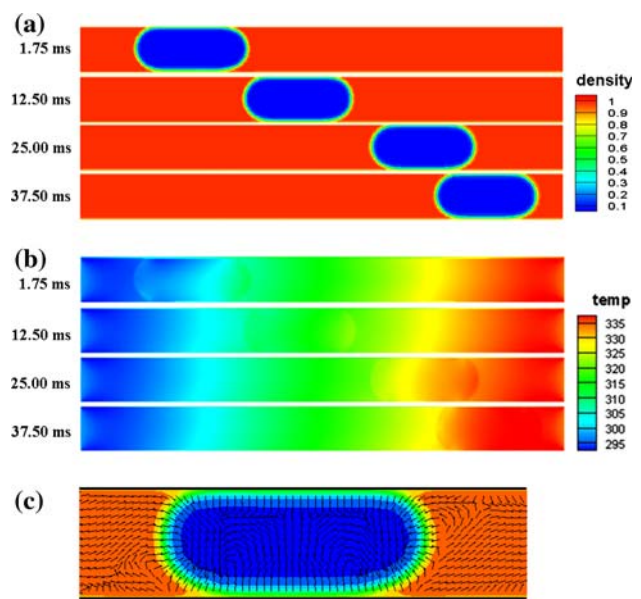 (a)
1.75 ms
12.50 ms
25.00 ms
37.50 ms
density
1
0.9
0.8
0.7
0.6
0.5
0.4
0.3
0.2
0.1
(b)
1.75 ms
12.50 ms
25.00 ms
37.50 ms
temp
335
330
325
320
315
310
305
300
295
(c)